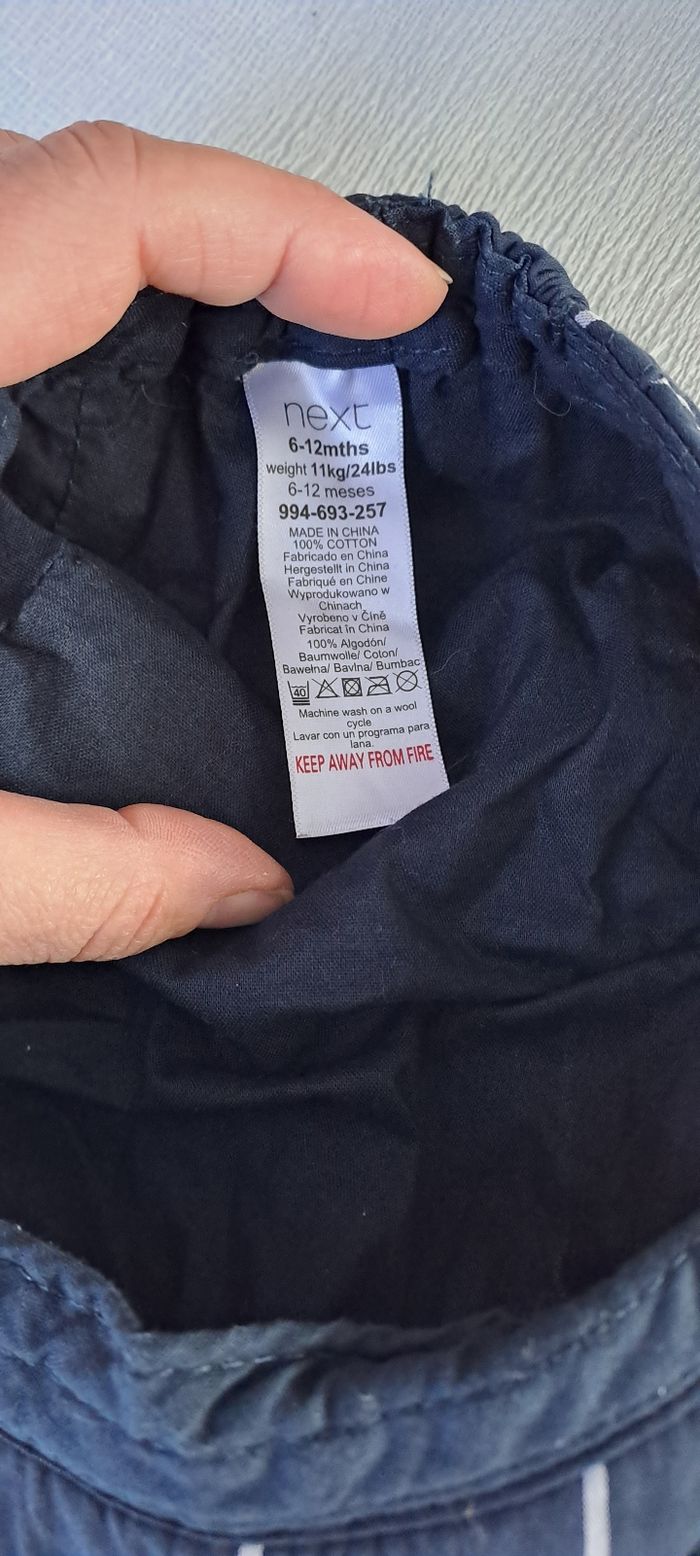 next
6-12mths
weight 11kg/24lbs
6-12 meses
994-693-257
MADE IN CHINA
100% COTTON
Fabricado en China
Hergestellt in China
Fabriqué en Chine
Wyprodukowano w
Chinach
Vyrobeno v Číně
Fabricat în China
100% Algodón/
Baumwolle/ Coton/
Bawełna/ Bavlna/ Bumbac
40
Machine wash on a wool
cycle
Lavar con un programa para
lana.
KEEP AWAY FROM FIRE